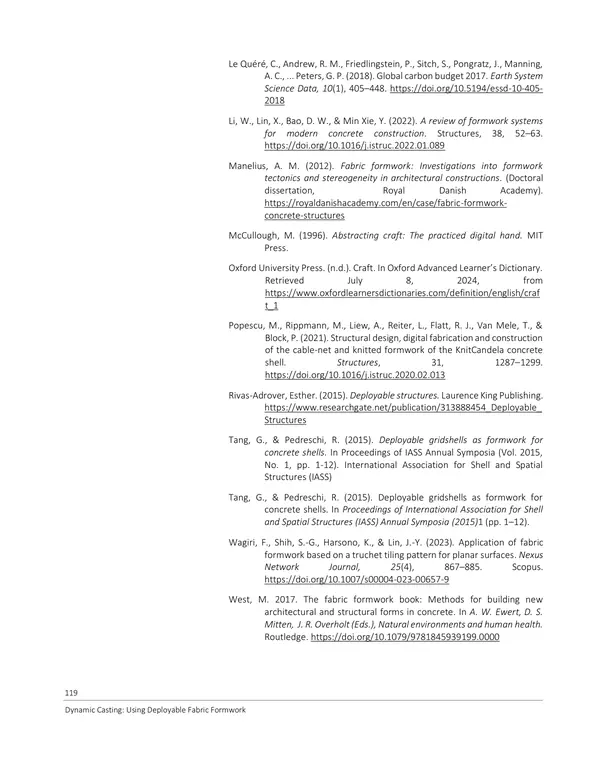 Le Quéré, C., Andrew, R. M., Friedlingstein, P., Sitch, S., Pongratz, J., Manning,
A. C., ... Peters, G. P. (2018). Global carbon budget 2017. Earth System
Science Data, 10(1), 405–448. https://doi.org/10.5194/essd-10-405-
2018
Li, W., Lin, X., Bao, D. W., & Min Xie, Y. (2022). A review of formwork systems
for modern concrete construction. Structures, 38, 52–63.
https://doi.org/10.1016/j.istruc.2022.01.089
Manelius, A. M. (2012). Fabric formwork: Investigations into formwork
tectonics and stereogeneity in architectural constructions. (Doctoral
dissertation, Royal Danish Academy).
https://royaldanishacademy.com/en/case/fabric-formwork-
concrete-structures
McCullough, M. (1996). Abstracting craft: The practiced digital hand. MIT
Press.
Oxford University Press. (n.d.). Craft. In Oxford Advanced Learner's Dictionary.
Retrieved July 8, 2024, from
https://www.oxfordlearnersdictionaries.com/definition/english/craf
t_1
Popescu, M., Rippmann, M., Liew, A., Reiter, L., Flatt, R. J., Van Mele, T., &
Block, P. (2021). Structural design, digital fabrication and construction
of the cable-net and knitted formwork of the KnitCandela concrete
shell. Structures, 31, 1287–1299.
https://doi.org/10.1016/j.istruc.2020.02.013
Rivas-Adrover, Esther. (2015). Deployable structures. Laurence King Publishing.
https://www.researchgate.net/publication/313888454_Deployable_
Structures
Tang, G., & Pedreschi, R. (2015). Deployable gridshells as formwork for
concrete shells. In Proceedings of IASS Annual Symposia (Vol. 2015,
No. 1, pp. 1-12). International Association for Shell and Spatial
Structures (IASS)
Tang, G., & Pedreschi, R. (2015). Deployable gridshells as formwork for
concrete shells. In Proceedings of International Association for Shell
and Spatial Structures (IASS) Annual Symposia (2015)1 (pp. 1–12).
Wagiri, F., Shih, S.-G., Harsono, K., & Lin, J.-Y. (2023). Application of fabric
formwork based on a truchet tiling pattern for planar surfaces. Nexus
Network Journal, 25(4), 867–885. Scopus.
https://doi.org/10.1007/s00004-023-00657-9
West, M. 2017. The fabric formwork book: Methods for building new
architectural and structural forms in concrete. In A. W. Ewert, D. S.
Mitten, J. R. Overholt (Eds.), Natural environments and human health.
Routledge. https://doi.org/10.1079/9781845939199.0000
119
Dynamic Casting: Using Deployable Fabric Formwork